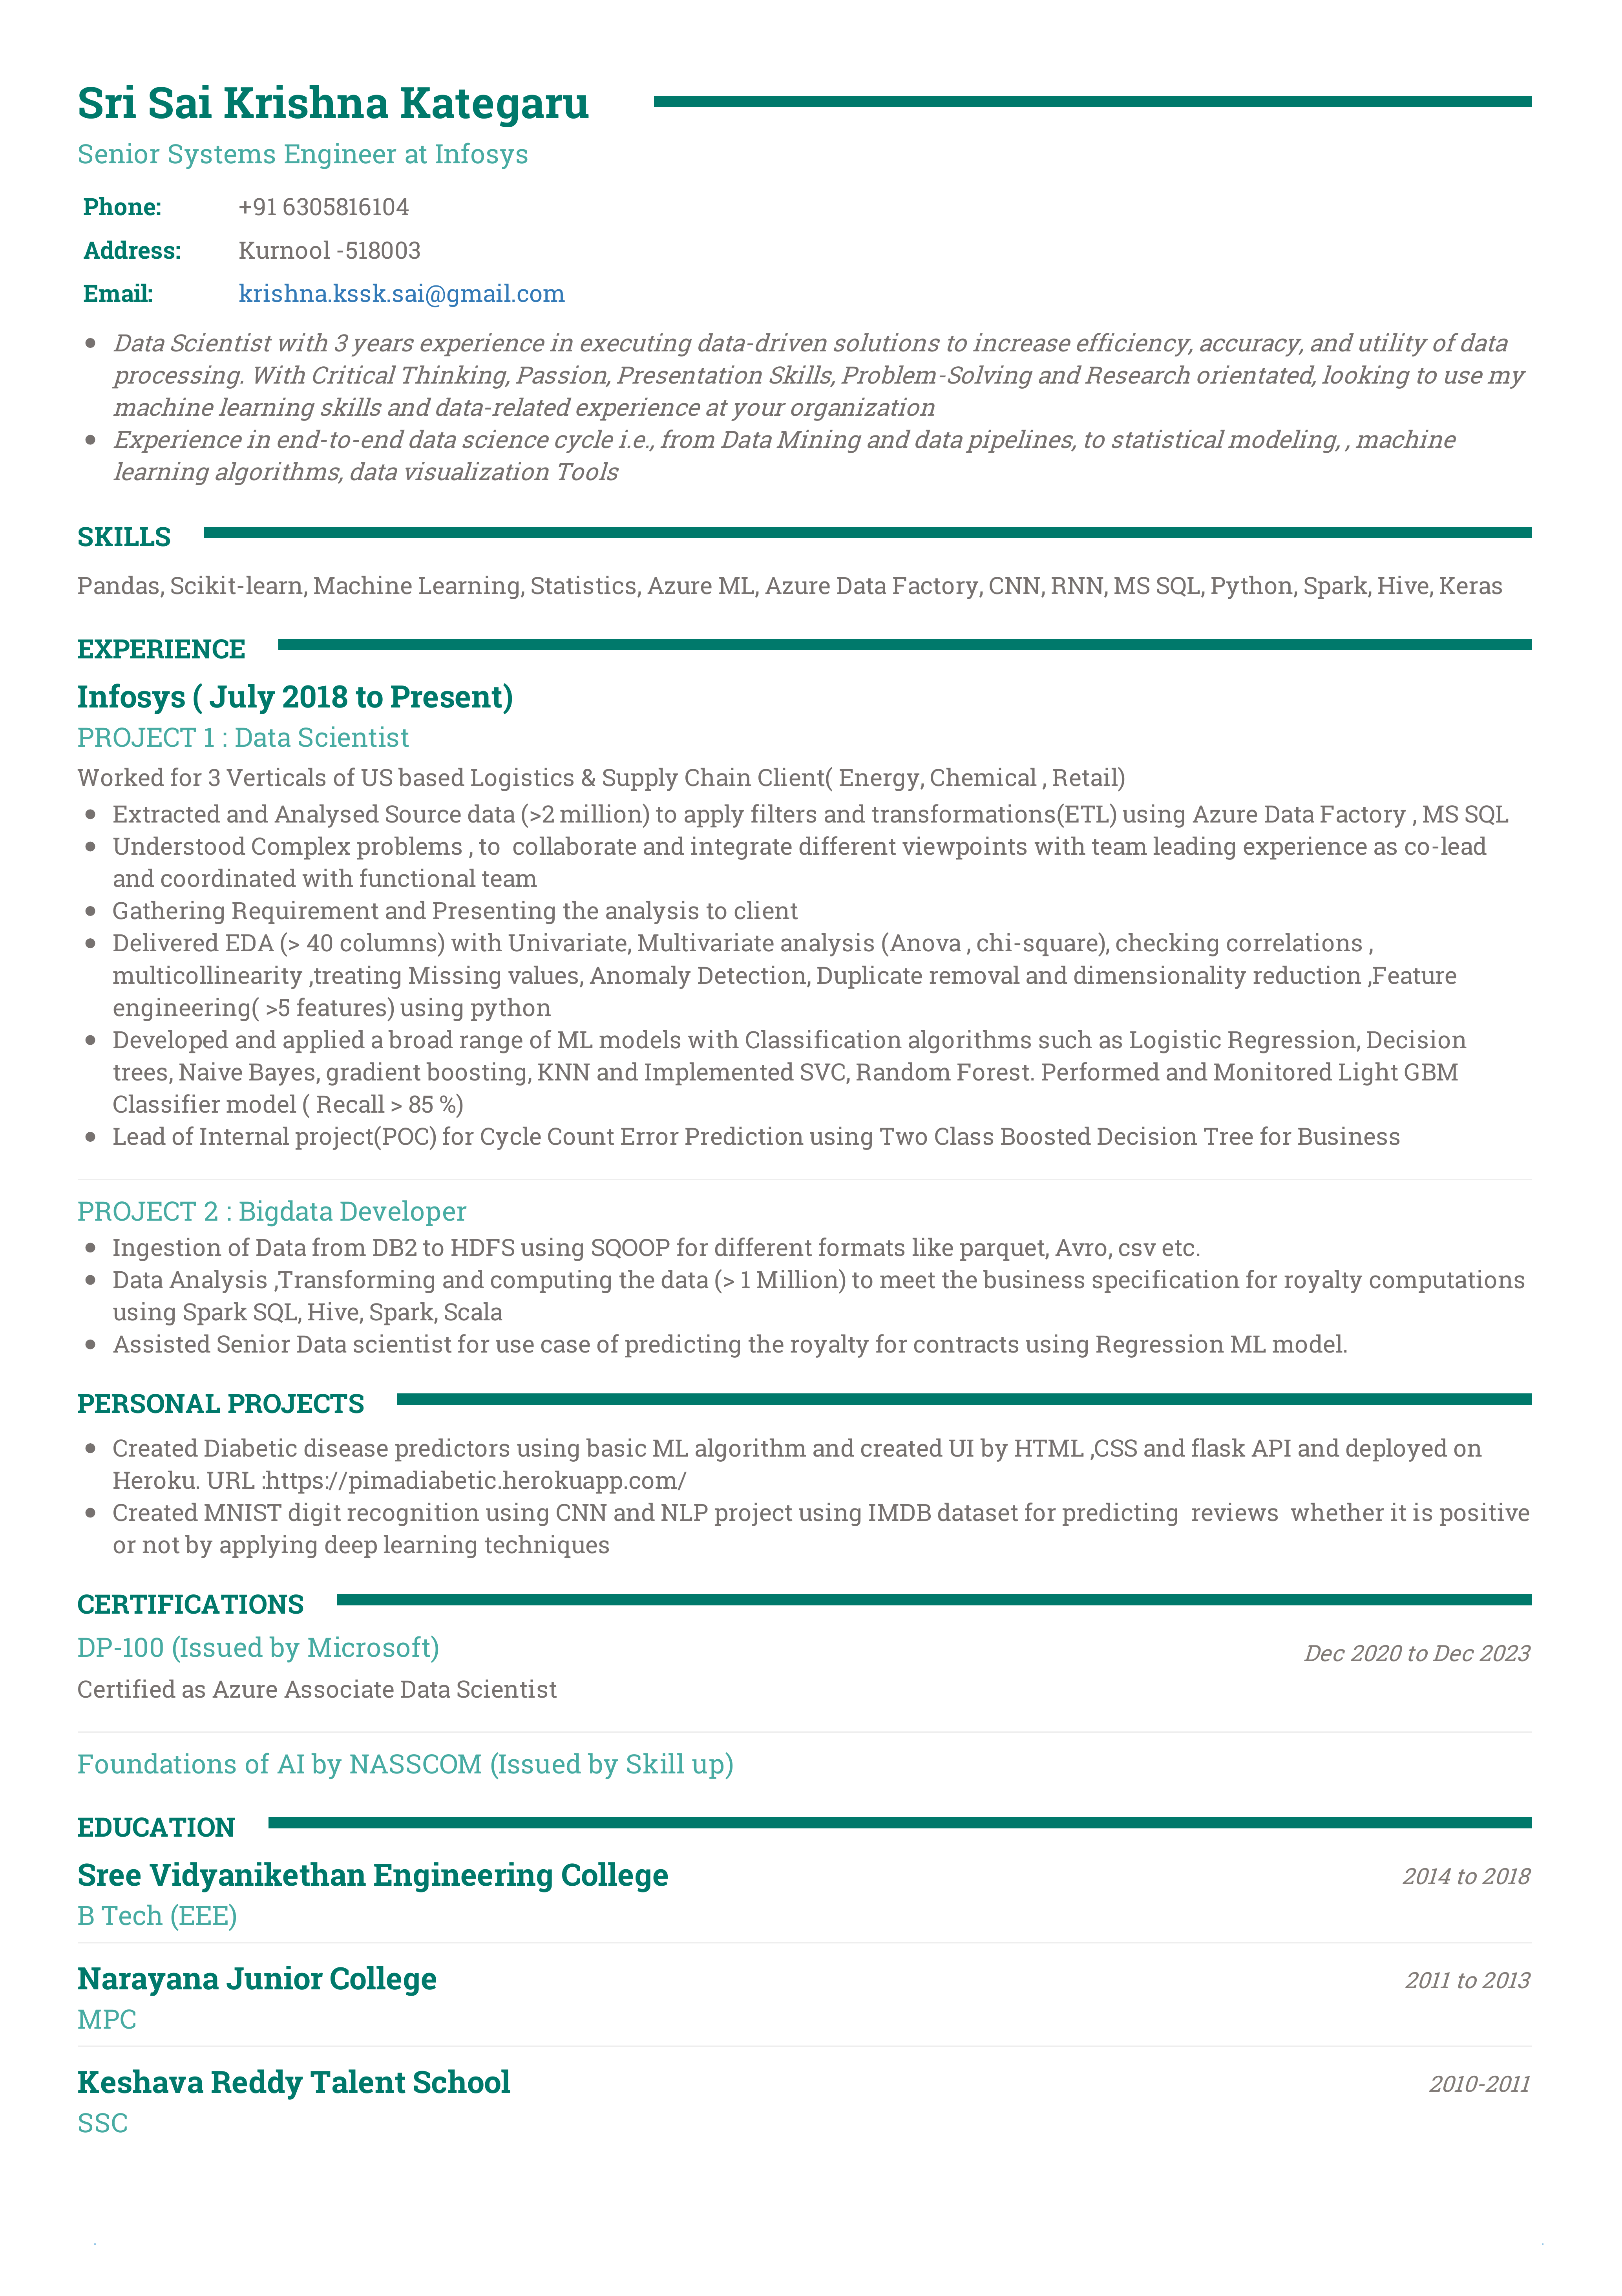 Sri Sai Krishna Kategaru
Senior Systems Engineer at Infosys
Phone: +91 6305816104
Address: Kurnool -518003
Email: krishna.kssk.sai@gmail.com
• Data Scientist with 3 years experience in executing data-driven solutions to increase efficiency, accuracy, and utility of data
processing. With Critical Thinking, Passion, Presentation Skills, Problem-Solving and Research orientated, looking to use my
machine learning skills and data-related experience at your organization
• Experience in end-to-end data science cycle i.e., from Data Mining and data pipelines, to statistical modeling, , machine
learning algorithms, data visualization Tools
SKILLS
Pandas, Scikit-learn, Machine Learning, Statistics, Azure ML, Azure Data Factory, CNN, RNN, MS SQL, Python, Spark, Hive, Keras
EXPERIENCE
Infosys ( July 2018 to Present)
PROJECT 1 : Data Scientist
Worked for 3 Verticals of US based Logistics & Supply Chain Client( Energy, Chemical , Retail)
• Extracted and Analysed Source data (>2 million) to apply filters and transformations(ETL) using Azure Data Factory , MS SQL
• Understood Complex problems , to  collaborate and integrate different viewpoints with team leading experience as co-lead
and coordinated with functional team
• Gathering Requirement and Presenting the analysis to client
• Delivered EDA (> 40 columns) with Univariate, Multivariate analysis (Anova , chi-square), checking correlations ,
multicollinearity ,treating Missing values, Anomaly Detection, Duplicate removal and dimensionality reduction ,Feature
engineering( >5 features) using python
• Developed and applied a broad range of ML models with Classification algorithms such as Logistic Regression, Decision
trees, Naive Bayes, gradient boosting, KNN and Implemented SVC, Random Forest. Performed and Monitored Light GBM
Classifier model ( Recall > 85 %)
• Lead of Internal project(POC) for Cycle Count Error Prediction using Two Class Boosted Decision Tree for Business
PROJECT 2 : Bigdata Developer
• Ingestion of Data from DB2 to HDFS using SQOOP for different formats like parquet, Avro, csv etc.
• Data Analysis ,Transforming and computing the data (> 1 Million) to meet the business specification for royalty computations
using Spark SQL, Hive, Spark, Scala
• Assisted Senior Data scientist for use case of predicting the royalty for contracts using Regression ML model.
PERSONAL PROJECTS
• Created Diabetic disease predictors using basic ML algorithm and created UI by HTML ,CSS and flask API and deployed on
Heroku. URL :https://pimadiabetic.herokuapp.com/
• Created MNIST digit recognition using CNN and NLP project using IMDB dataset for predicting  reviews  whether it is positive
or not by applying deep learning techniques
CERTIFICATIONS
DP-100 (Issued by Microsoft) Dec 2020 to Dec 2023
Certified as Azure Associate Data Scientist
Foundations of AI by NASSCOM (Issued by Skill up)
EDUCATION
Sree Vidyanikethan Engineering College 2014 to 2018
B Tech (EEE)
Narayana Junior College 2011 to 2013
MPC
Keshava Reddy Talent School 2010-2011
SSC